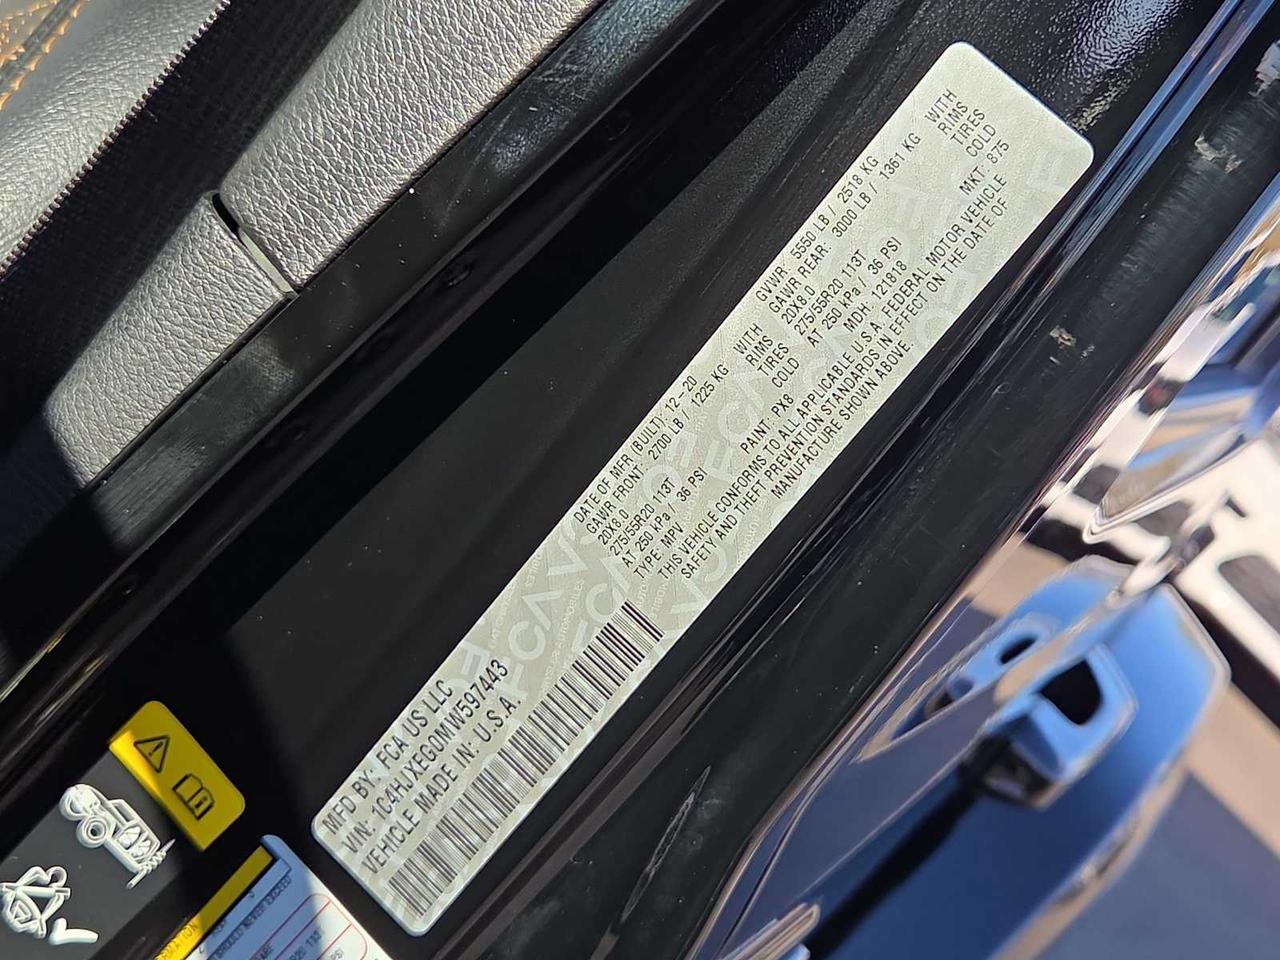 MFD BY: FCA US LLC
VIN: 1C4HJXEG0MW597443
VEHICLE MADE IN: U.S.A.
DATE OF MFR (BUILT): 12-20
GVWR: 5550 LB / 2518 KG
GAWR FRONT: 2700 LB / 1225 KG WITH
GAWR REAR: 3000 LB / 1361 KG WITH
20X8.0 RIMS
20X8.0 RIMS
275/55R20 113T TIRES
275/55R20 113T TIRES
AT 250 kPa / 36 PSI COLD
AT 250 kPa / 36 PSI COLD
TYPE: MPV
PAINT: PX8
MDH: 121818
MKT 875
THIS VEHICLE CONFORMS TO ALL APPLICABLE U.S.A. FEDERAL MOTOR VEHICLE
SAFETY AND THEFT PREVENTION STANDARDS IN EFFECT ON THE DATE OF
MANUFACTURE SHOWN ABOVE.
SHOULD NEVER EXCEED